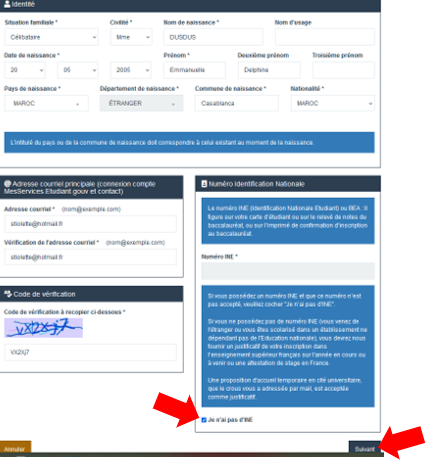 Identité
Situation familiale * Civilité * Nom de naissance * Nom d'usage
Célibataire Mme DUSDUS
Date de naissance * Prénom * Deuxième prénom Troisième prénom
20 05 2005 Emmanuelle Delphine
Pays de naissance * Département de naissance * Commune de naissance * Nationalité *
MAROC ÉTRANGER Casablanca MAROC
L'intitulé du pays ou de la commune de naissance doit correspondre à celui existant au moment de la naissance.
Adresse courriel principale (connexion compte
MesServices Etudiant gouv et contact)
Adresse courriel * (nom@exemple.com)
stiolette@hotmail.fr
Vérification de l'adresse courriel * (nom@exemple.com)
stiolette@hotmail.fr
Code de vérification
Code de vérification à recopier ci-dessous *
vx2xj7
VX2Xj7
Numéro Identification Nationale
Le numéro INE (Identification Nationale Etudiant) ou BEA : Il
figure sur votre carte d'étudiant ou sur le relevé de notes du
baccalauréat, ou sur l'imprimé de confirmation d'inscription
au baccalauréat.
Numéro INE *
Si vous possédez un numéro INE et que ce numéro n'est
pas accepté, veuillez cocher "Je n'ai pas d'INE".
Si vous ne possédez pas de numéro INE (vous venez de
l'étranger ou vous êtes scolarisé dans un établissement ne
dépendant pas de l'Education nationale), vous devez nous
fournir un justificatif de votre inscription dans
l'enseignement supérieur français sur l'année en cours ou
à venir ou une attestation de stage en France.
Une proposition d'accueil temporaire en cité universitaire,
que le crous vous a adressée par mail, est acceptée
comme justificatif.
Je n'ai pas d'INE
Annuler
Suivant